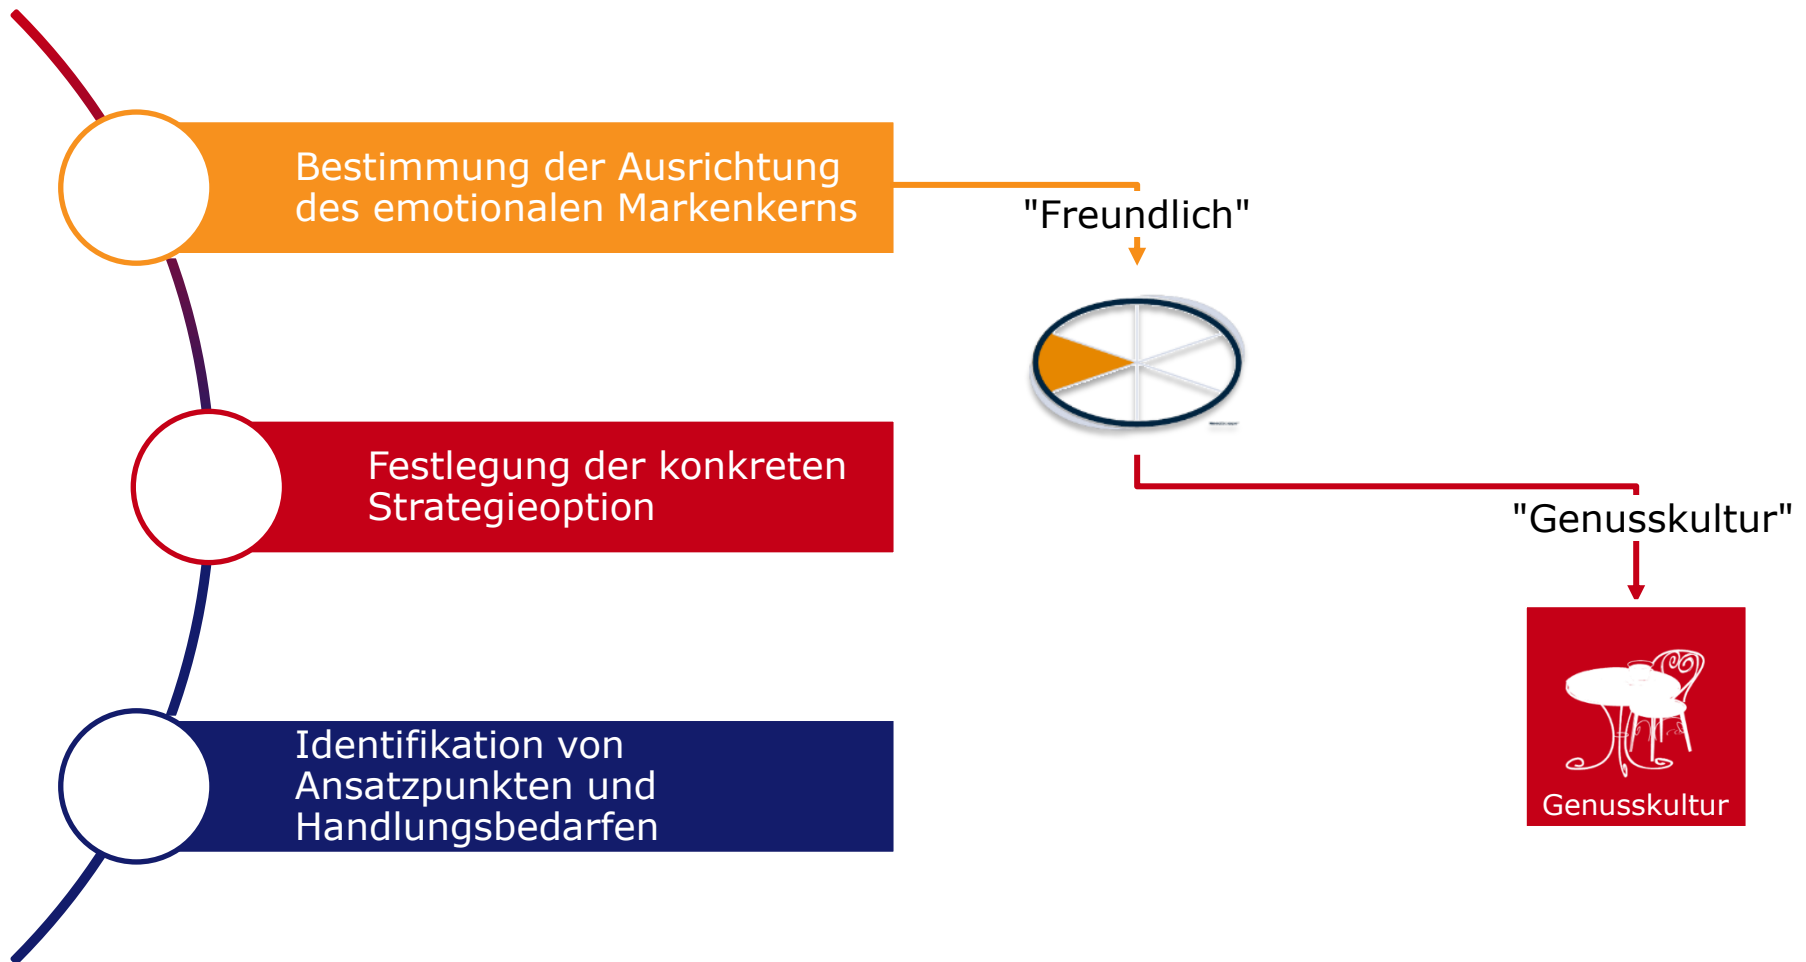 Bestimmung der Ausrichtung
des emotionalen Markenkerns
"Freundlich"
Festlegung der konkreten
Strategieoption
"Genusskultur"
Identifikation von
Ansatzpunkten und
Handlungsbedarfen
Genusskultur